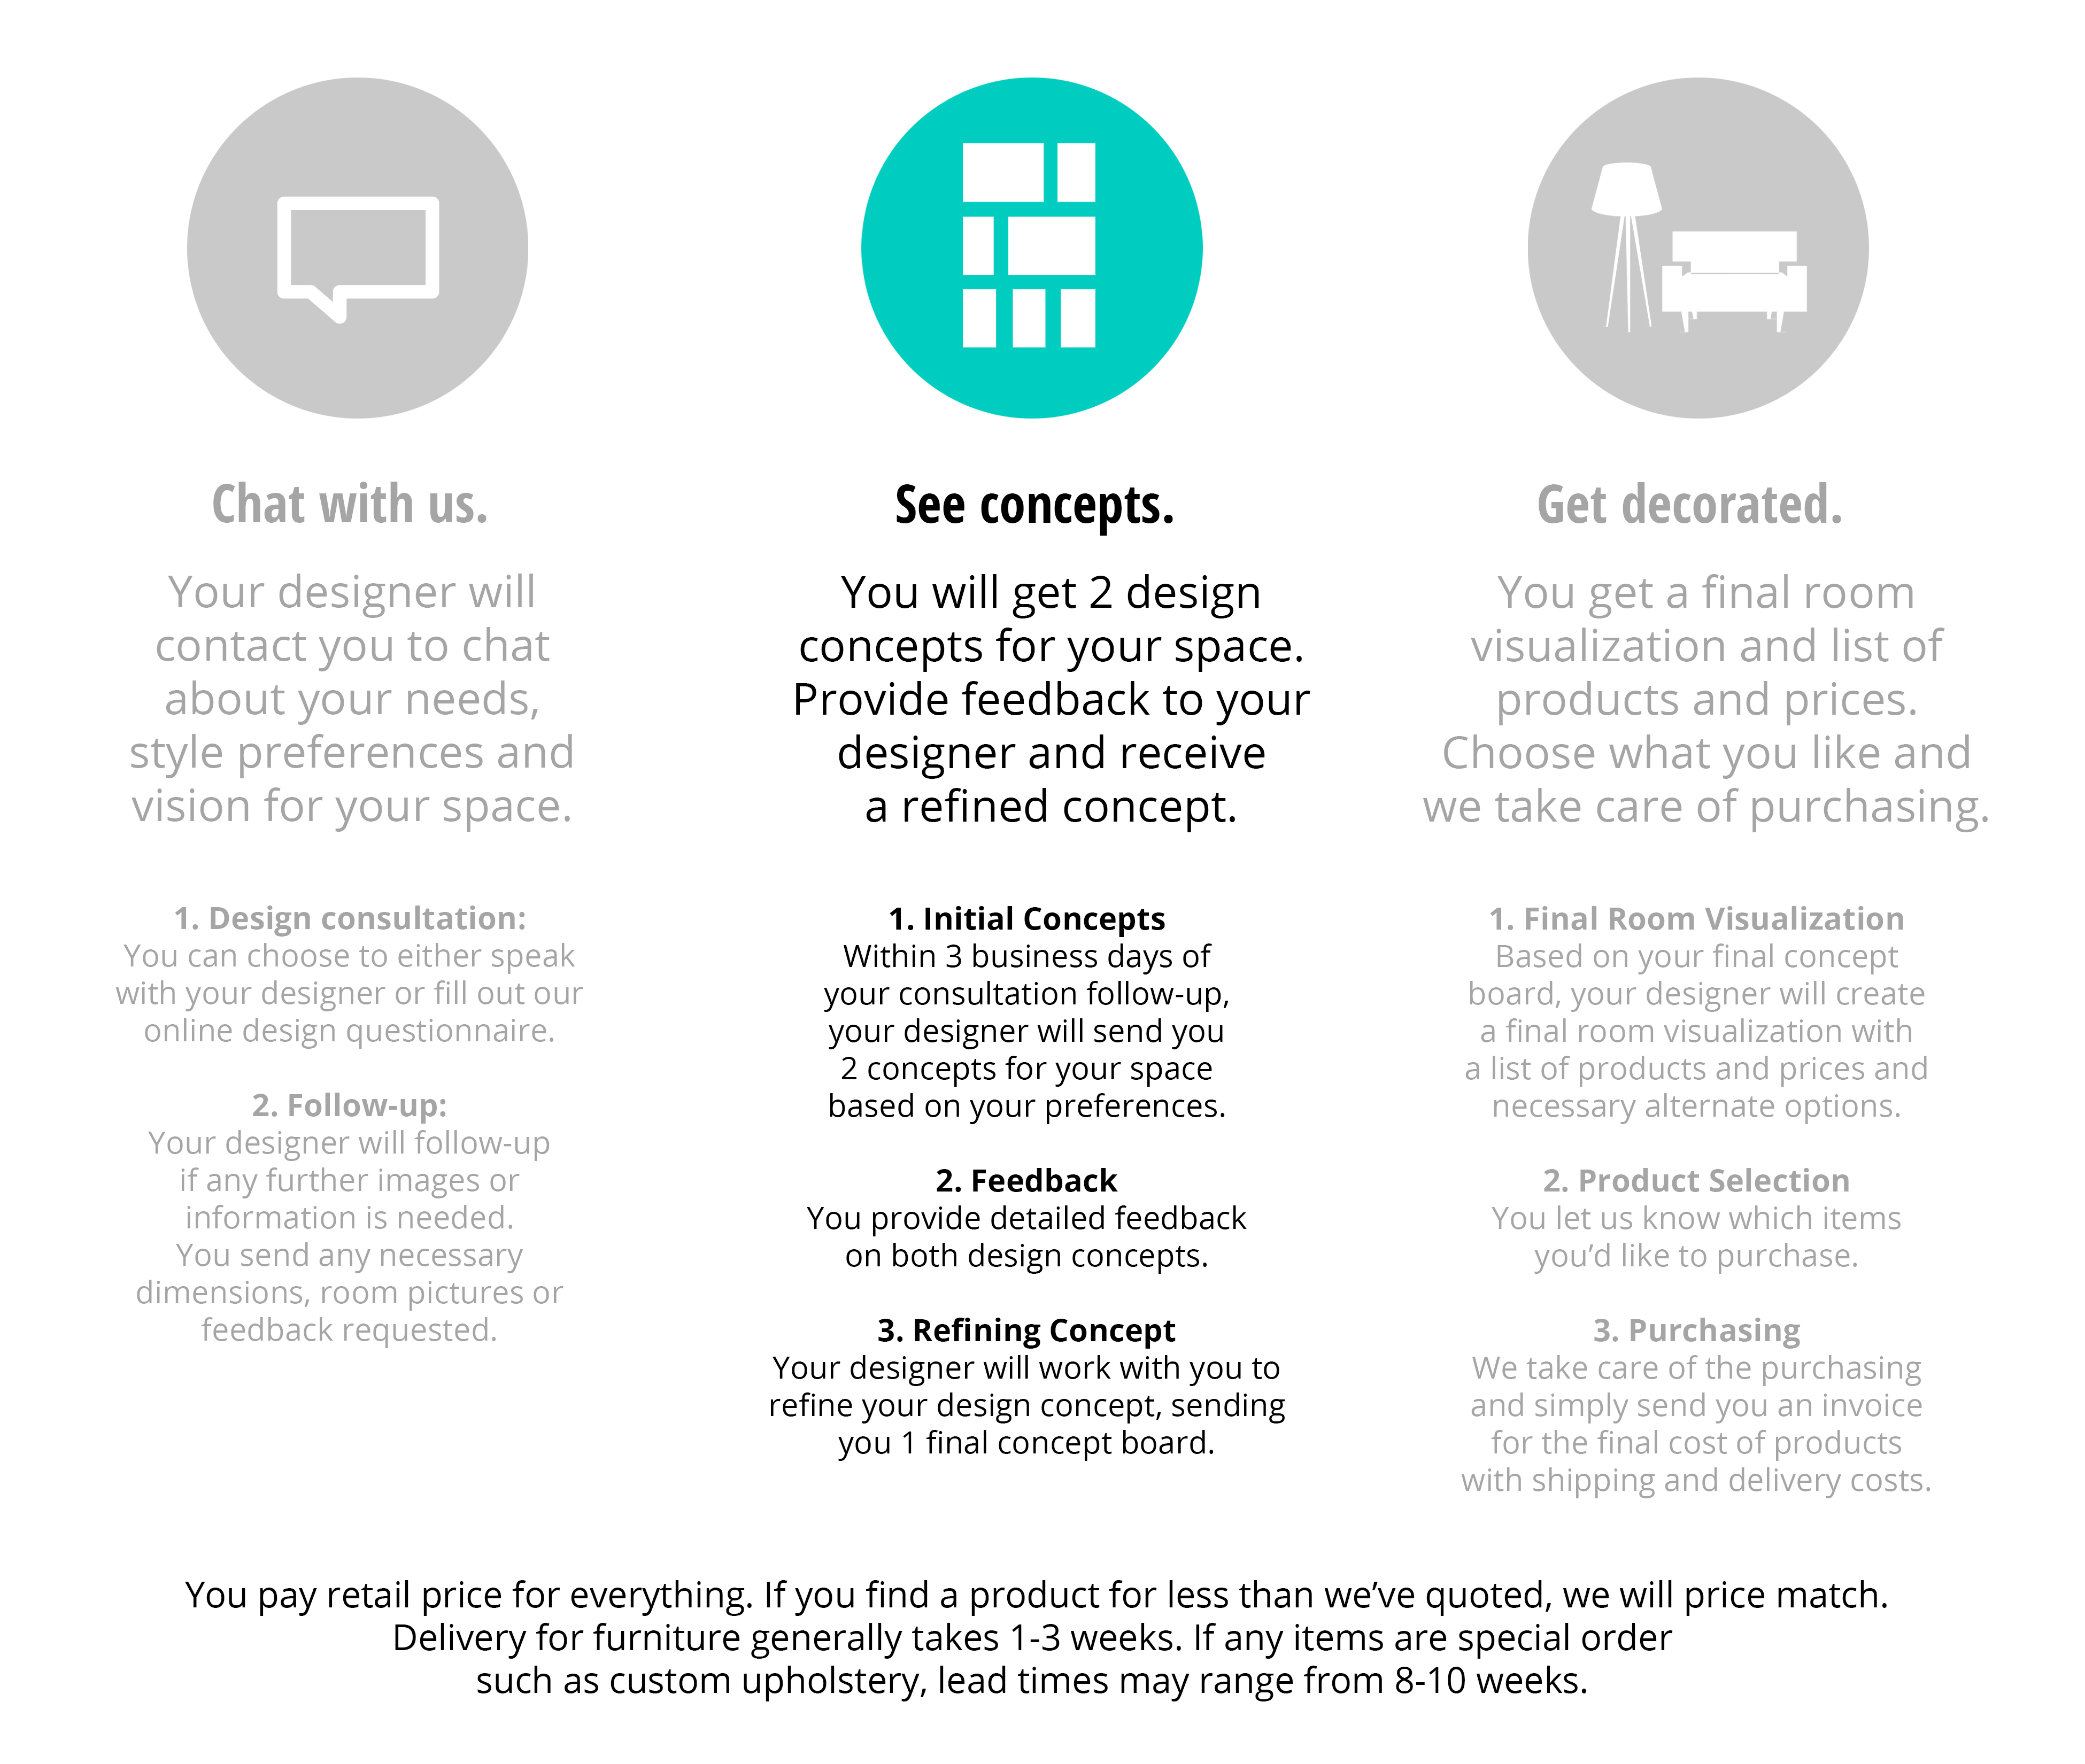 Chat with us.
Your designer will
contact you to chat
about your needs,
style preferences and
vision for your space.
1. Design consultation:
You can choose to either speak
with your designer or fill out our
online design questionnaire.
2. Follow-up:
Your designer will follow-up
if any further images or
information is needed.
You send any necessary
dimensions, room pictures or
feedback requested.
See concepts.
You will get 2 design
concepts for your space.
Provide feedback to your
designer and receive
a refined concept.
1. Initial Concepts
Within 3 business days of
your consultation follow-up,
your designer will send you
2 concepts for your space
based on your preferences.
2. Feedback
You provide detailed feedback
on both design concepts.
3. Refining Concept
Your designer will work with you to
refine your design concept, sending
you 1 final concept board.
Get decorated.
You get a final room
visualization and list of
products and prices.
Choose what you like and
we take care of purchasing.
1. Final Room Visualization
Based on your final concept
board, your designer will create
a final room visualization with
a list of products and prices and
necessary alternate options.
2. Product Selection
You let us know which items
you’d like to purchase.
3. Purchasing
We take care of the purchasing
and simply send you an invoice
for the final cost of products
with shipping and delivery costs.
You pay retail price for everything. If you find a product for less than we’ve quoted, we will price match.
Delivery for furniture generally takes 1-3 weeks. If any items are special order
such as custom upholstery, lead times may range from 8-10 weeks.